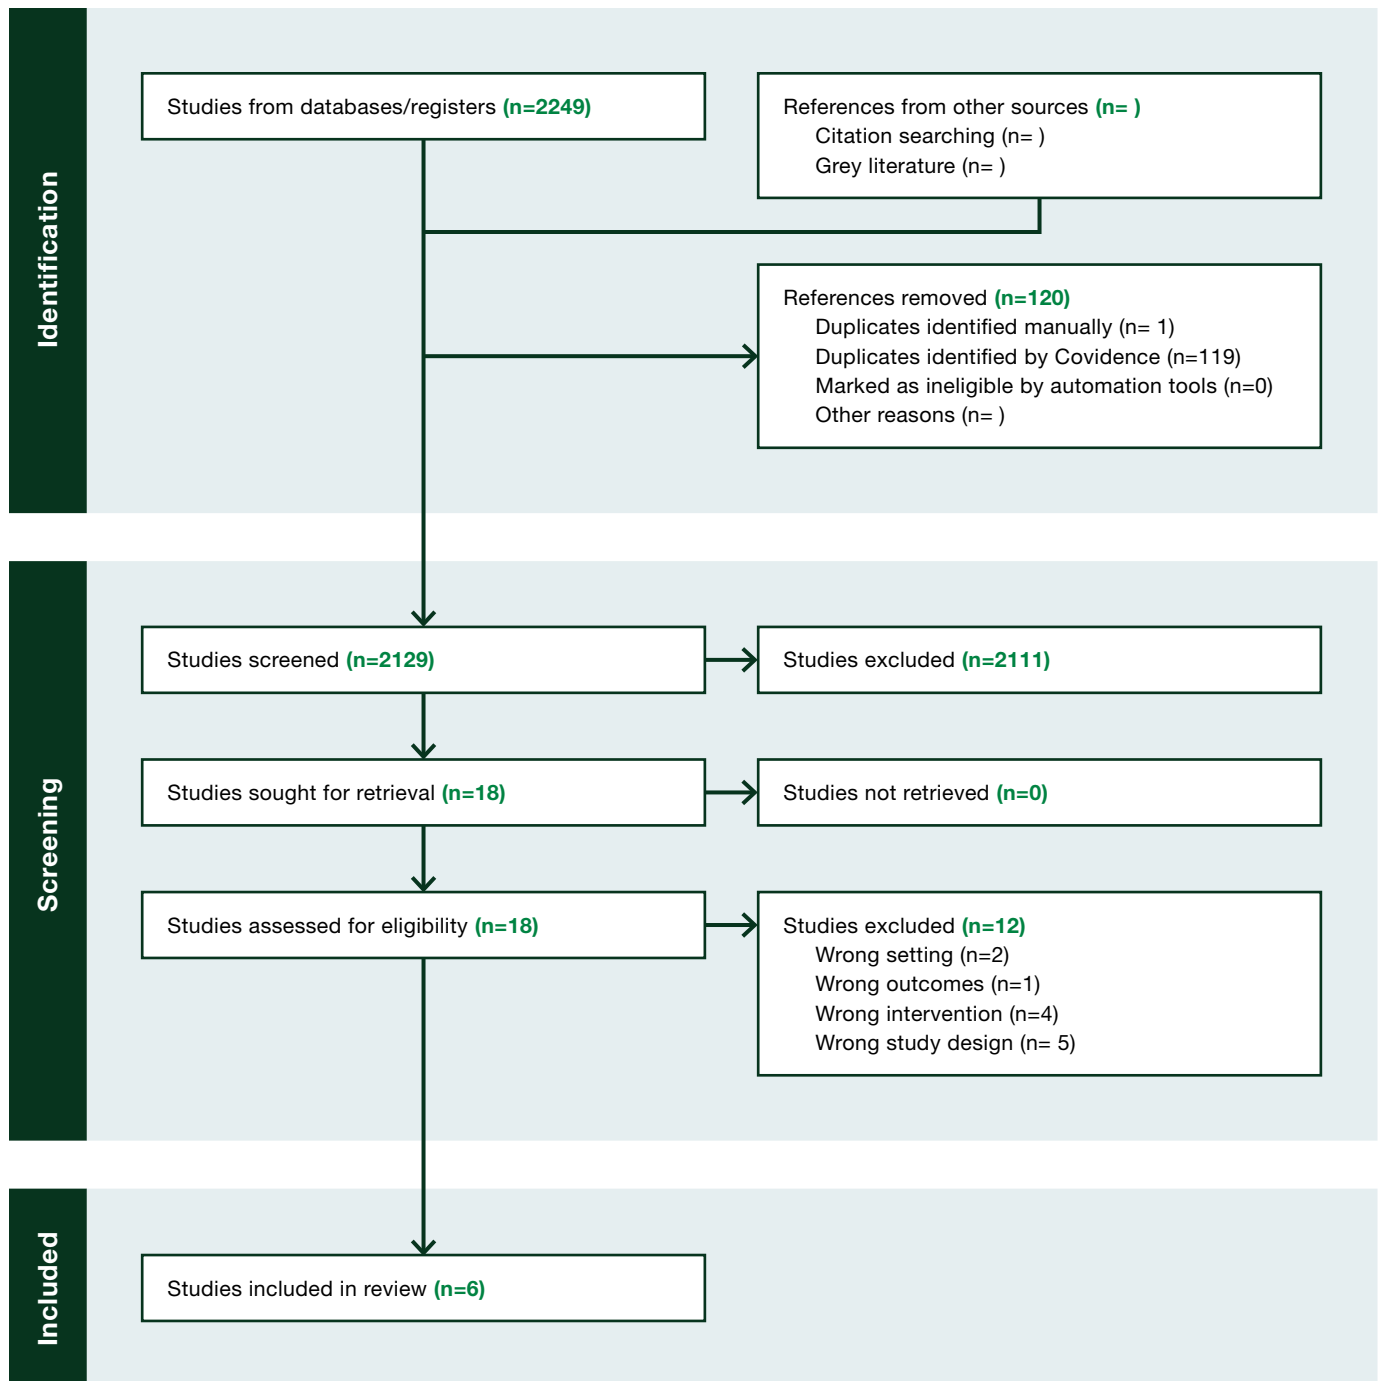 Identification
Studies from databases/registers (n=2249)
References from other sources (n= )
Citation searching (n= )
Grey literature (n= )
References removed (n=120)
Duplicates identified manually (n= 1)
Duplicates identified by Covidence (n=119)
Marked as ineligible by automation tools (n=0)
Other reasons (n= )
Screening
Studies screened (n=2129)
Studies excluded (n=2111)
Studies sought for retrieval (n=18)
Studies not retrieved (n=0)
Studies assessed for eligibility (n=18)
Studies excluded (n=12)
Wrong setting (n=2)
Wrong outcomes (n=1)
Wrong intervention (n=4)
Wrong study design (n= 5)
Included
Studies included in review (n=6)